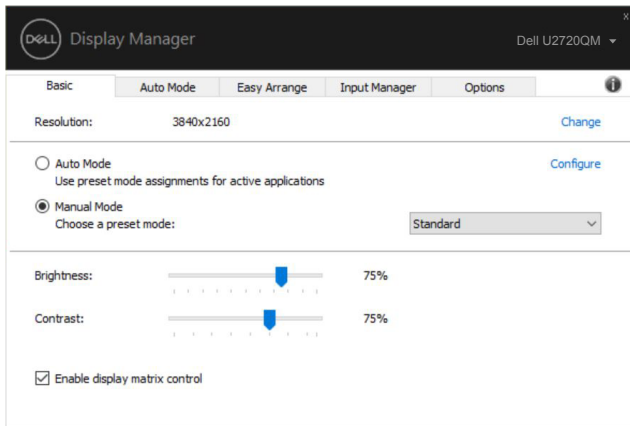 x
DELL Display Manager
Dell U2720QM
Basic Auto Mode Easy Arrange Input Manager Options i
Resolution: 3840x2160 Change
Auto Mode Configure
Use preset mode assignments for active applications
Manual Mode
Choose a preset mode: Standard
Brightness: 75%
Contrast: 75%
Enable display matrix control